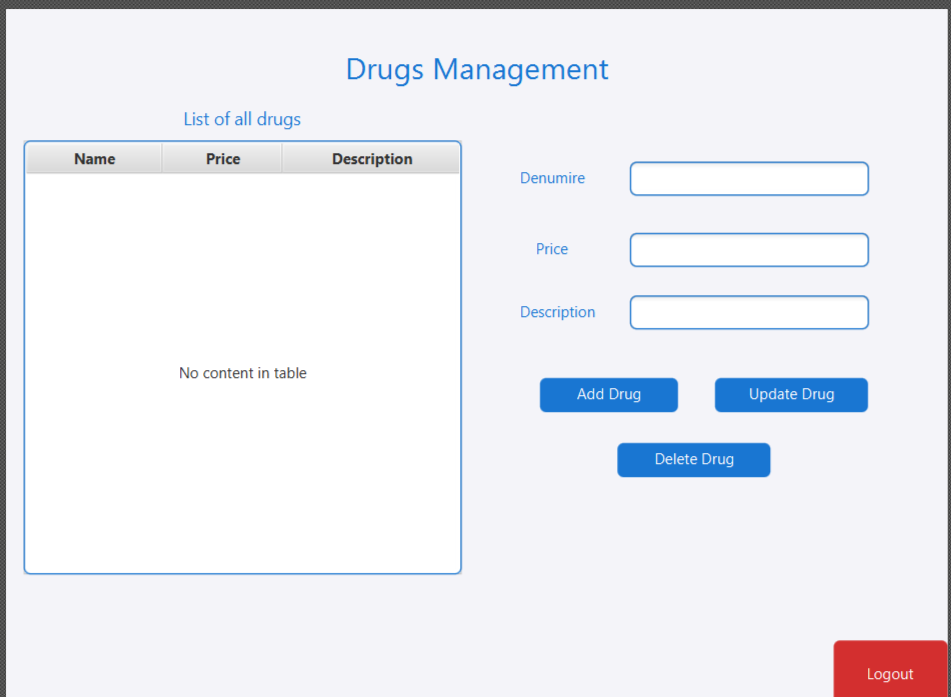 Drugs Management
List of all drugs
Name Price Description
No content in table
Denumire
Price
Description
Add Drug Update Drug
Delete Drug
Logout